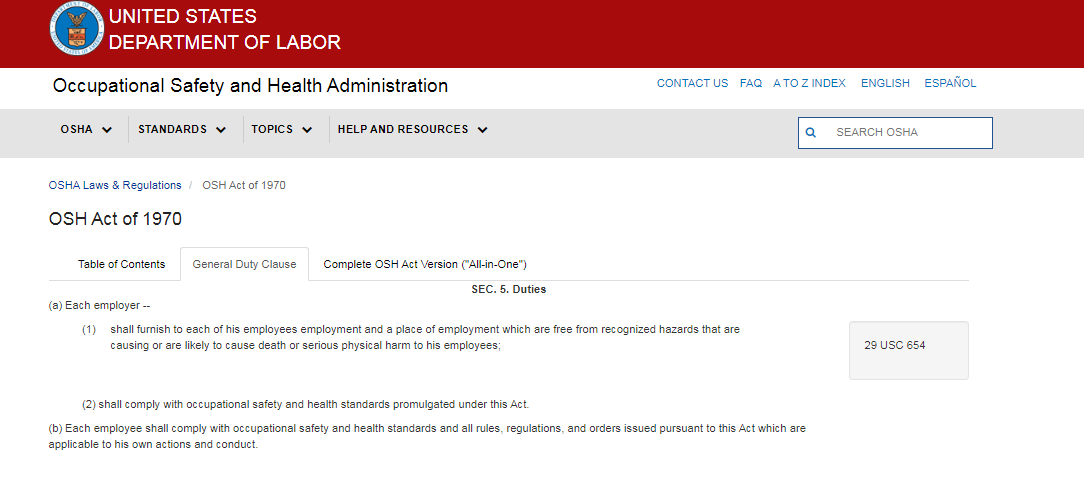 UNITED STATES
DEPARTMENT OF LABOR
Occupational Safety and Health Administration
CONTACT US FAQ A TO Z INDEX ENGLISH ESPAÑOL
OSHA STANDARDS TOPICS HELP AND RESOURCES
SEARCH OSHA
OSHA Laws & Regulations / OSH Act of 1970
OSH Act of 1970
Table of Contents General Duty Clause Complete OSH Act Version ("All-in-One")
SEC. 5. Duties
(a) Each employer --
(1) shall furnish to each of his employees employment and a place of employment which are free from recognized hazards that are
causing or are likely to cause death or serious physical harm to his employees;
29 USC 654
(2) shall comply with occupational safety and health standards promulgated under this Act.
(b) Each employee shall comply with occupational safety and health standards and all rules, regulations, and orders issued pursuant to this Act which are
applicable to his own actions and conduct.